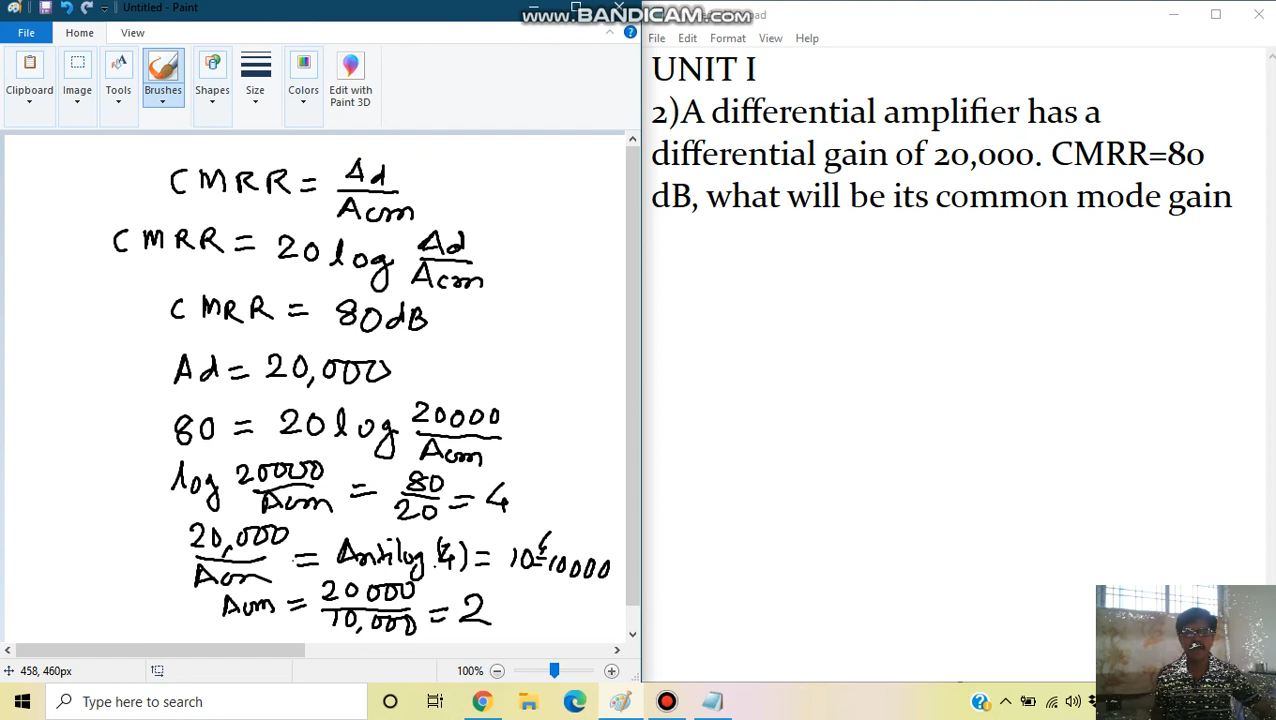 Untitled - Paint
www.BANDICAM.com
File
Home
View
Clipboard
Image
Tools
Brushes
Shapes
Size
Colors
Edit with
Paint 3D
CMRR = Ad
Acm
CMRR = 20 log Ad
Acm
CMRR = 80dB
Ad = 20,000
80 = 20 log 20000
Acm
log 20000 = 80 = 4
Acm 20
20,000 = Antilog(4) = 10^4=10000
Acm
Acm = 20000 = 2
10,000
458, 460px
100%
Type here to search
File
Edit
Format
View
Help
UNIT I
2)A differential amplifier has a
differential gain of 20,000. CMRR=80
dB, what will be its common mode gain